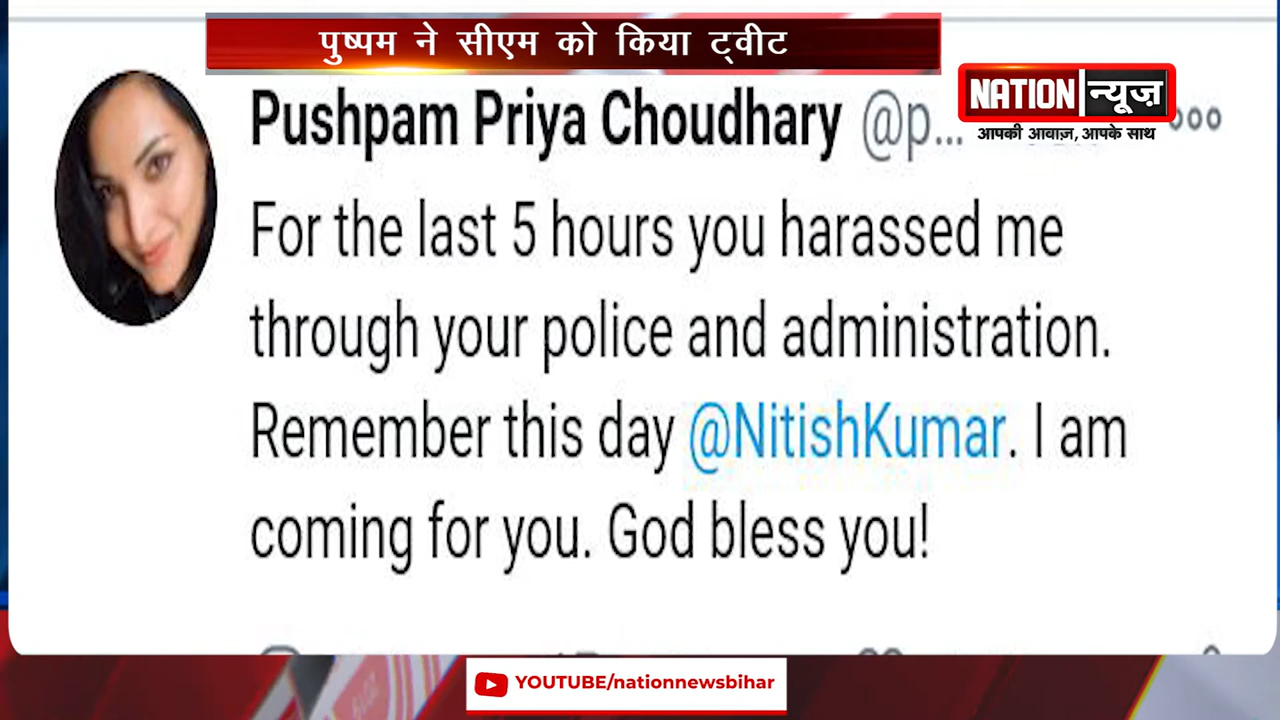 पुष्पम ने सीएम को किया ट्वीट
NATION न्यूज़
आपकी आवाज़, आपके साथ
Pushpam Priya Choudhary @p...
For the last 5 hours you harassed me
through your police and administration.
Remember this day @NitishKumar. I am
coming for you. God bless you!
YOUTUBE/nationnewsbihar